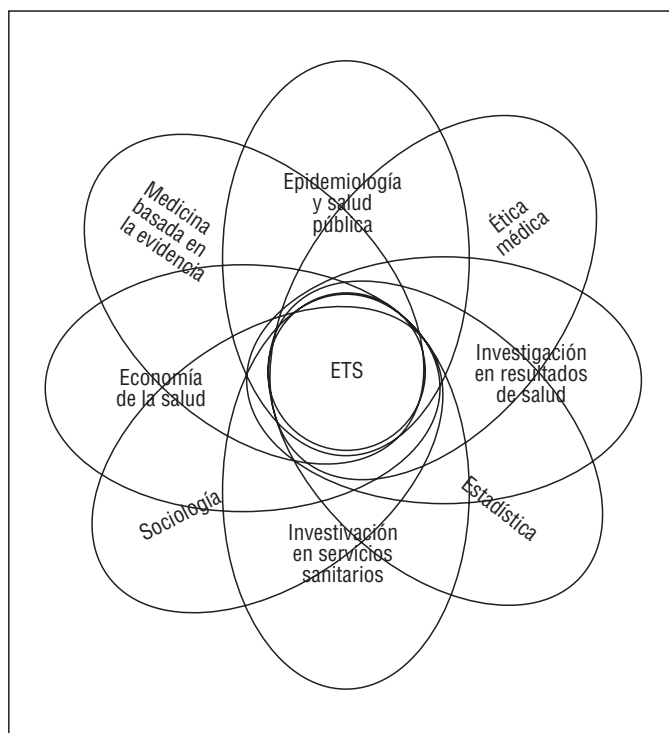 Epidemiología
y salud
pública
Ética
médica
Medicina
basada en
la evidencia
Investigación
en resultados
de salud
ETS
Economía
de la salud
Estadística
Sociología
Investivación
en servicios
sanitarios